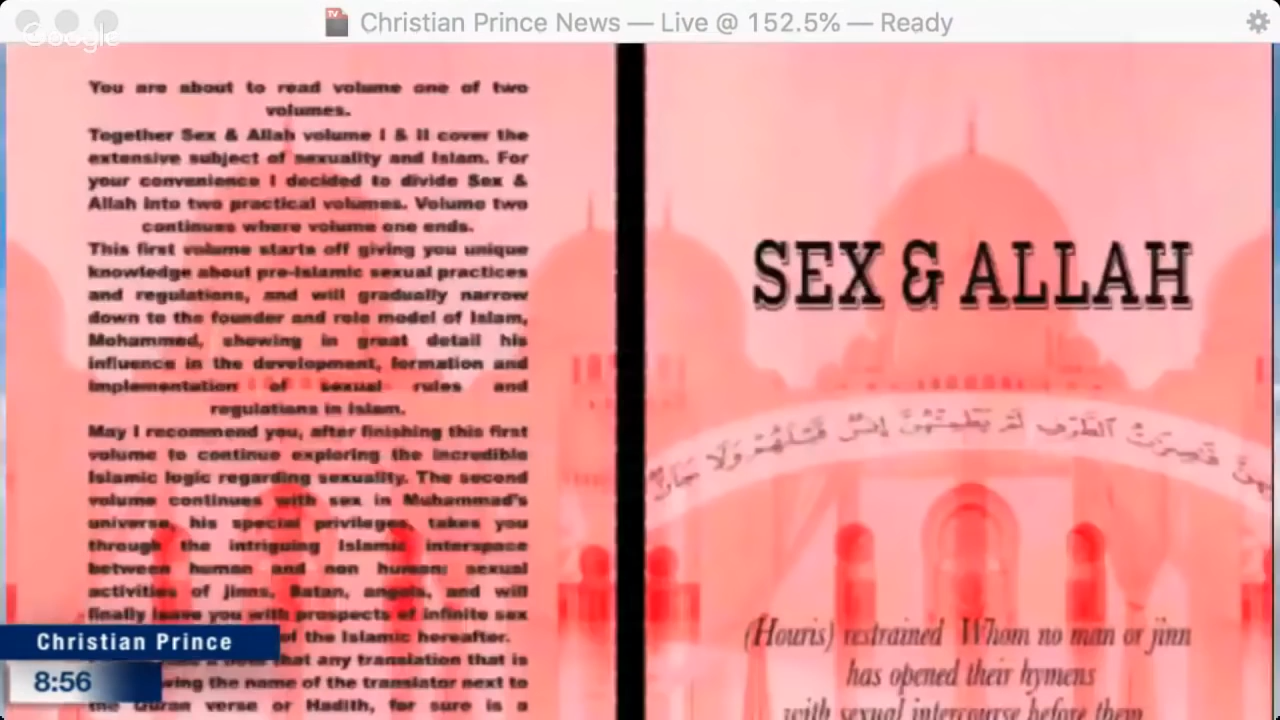 Christian Prince News — Live @ 152.5% — Ready
Google
You are about to read volume one of two
volumes.
Together Sex & Allah volume I & II cover the
extensive subject of sexuality and Islam. For
your convenience I decided to divide Sex &
Allah into two practical volumes. Volume two
continues where volume one ends.
This first volume starts off giving you unique
knowledge about pre-Islamic sexual practices
and regulations, and will gradually narrow
down to the founder and role model of Islam,
Mohammed, showing in great detail his
influence in the development, formation and
implementation of sexual rules and
regulations in Islam.
May I recommend you, after finishing this first
volume to continue exploring the incredible
Islamic logic regarding sexuality. The second
volume continues with sex in Muhammad's
universe, his special privileges, takes you
through the intriguing Islamic interspace
between human and non human: sexual
activities of Jinns, Satan, angels, and will
finally leave you with prospects of infinite sex
of the Islamic hereafter.
that any translation that is
the name of the translator next to
the Quran verse or Hadith, for sure is a
SEX & ALLAH
قَصِرَتُ الطَّرْفِ لَمْ يَطْمِثْهُنَّ إِنسٌ قَبْلَهُمْ وَلَا جَانٌّ
(Houris) restrained Whom no man or jinn
has opened their hymens
with sexual intercourse before them
Christian Prince
8:56